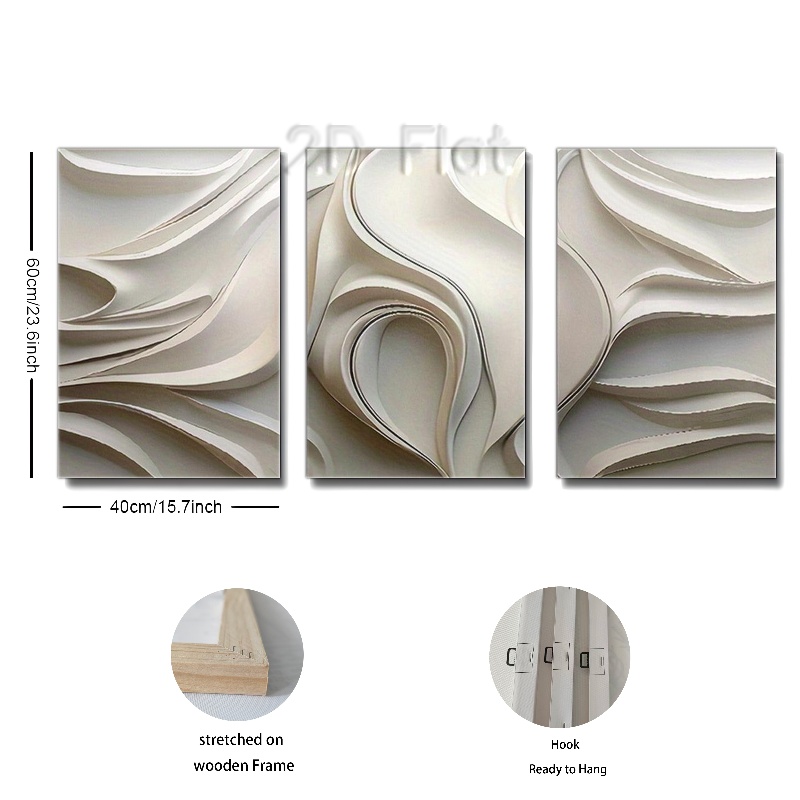 2D Flat
60cm/23.6inch
40cm/15.7inch
stretched on
wooden Frame
Hook
Ready to Hang